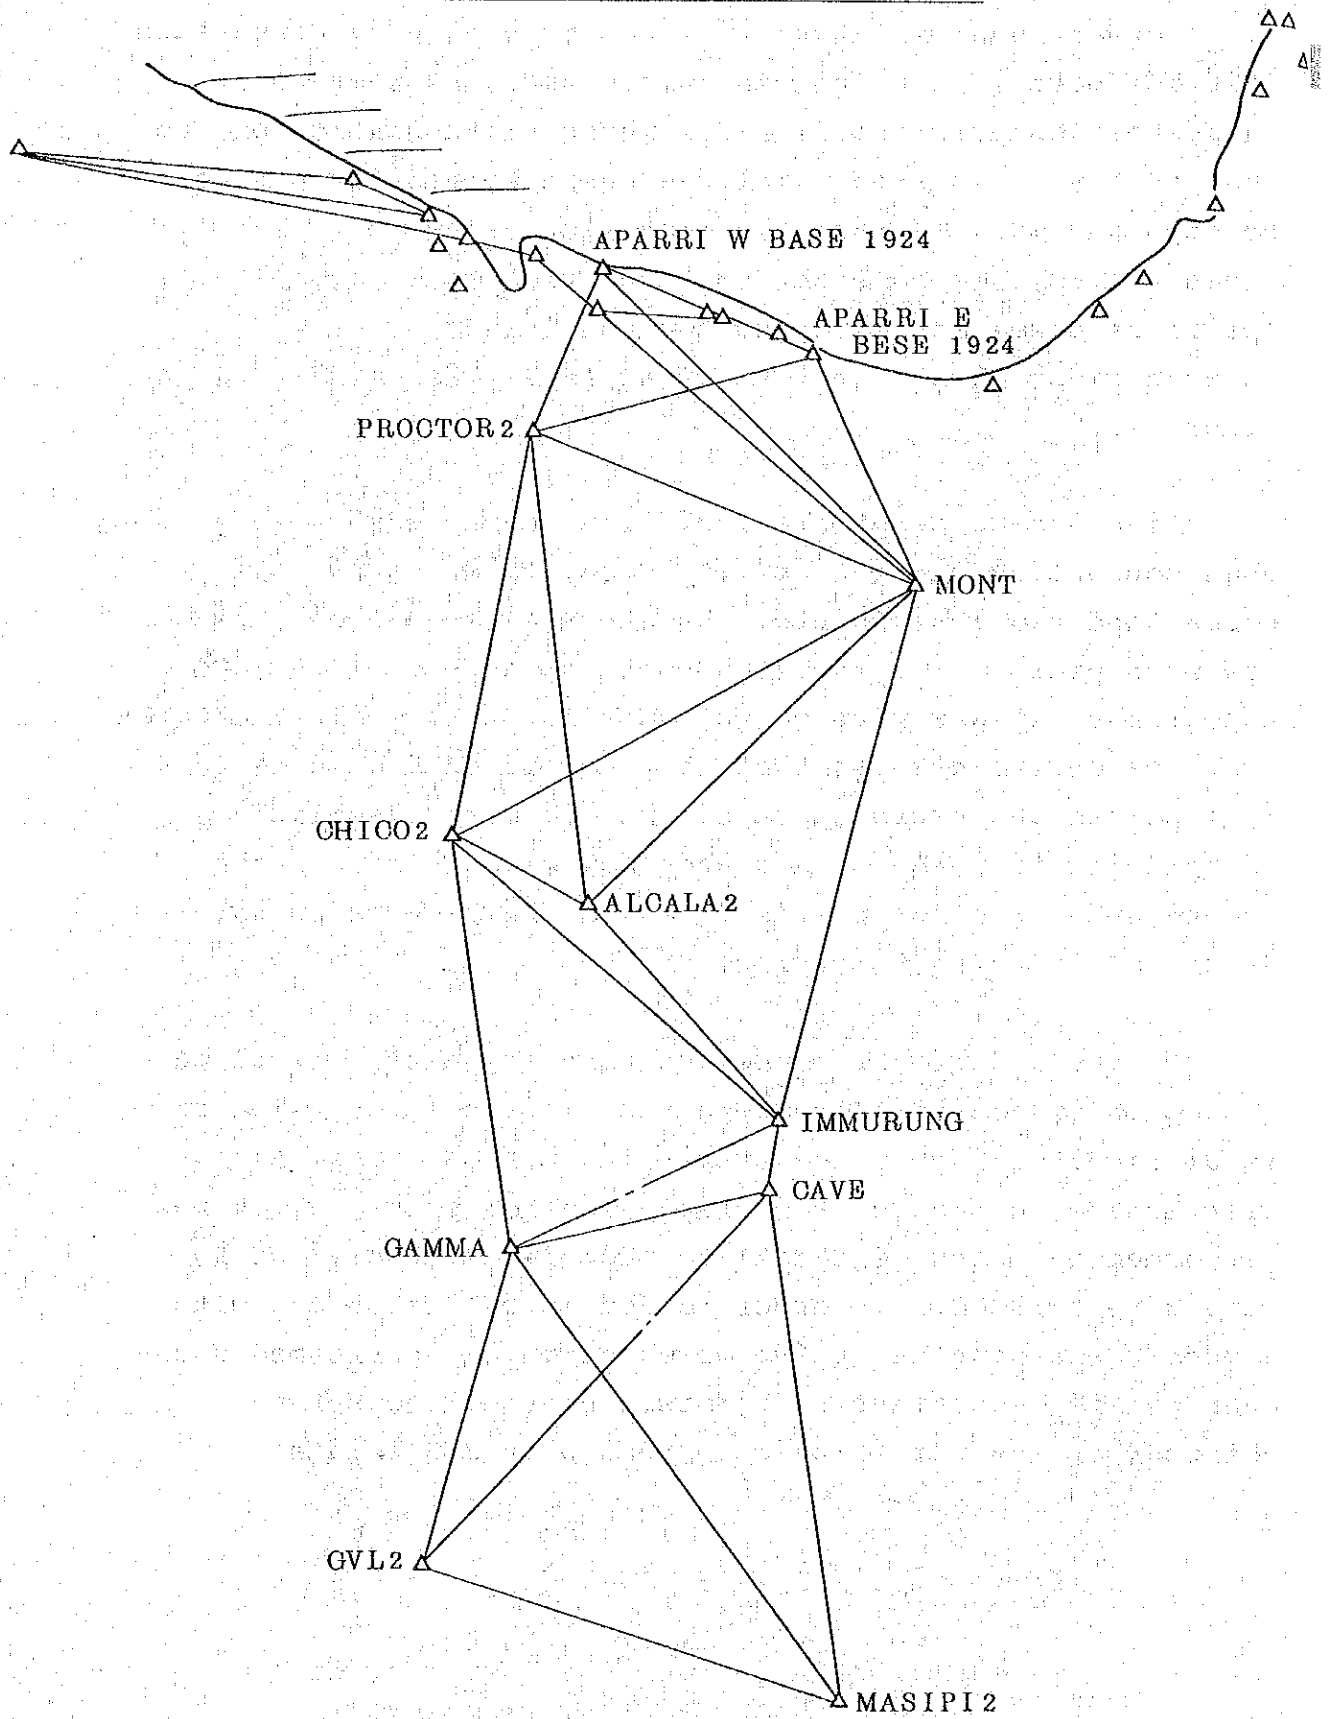 APARRI W BASE 1924
APARRI E
BESE 1924
PROCTOR2
MONT
CHICO2
ALCALA2
IMMURUNG
CAVE
GAMMA
GVL2
MASIPI2